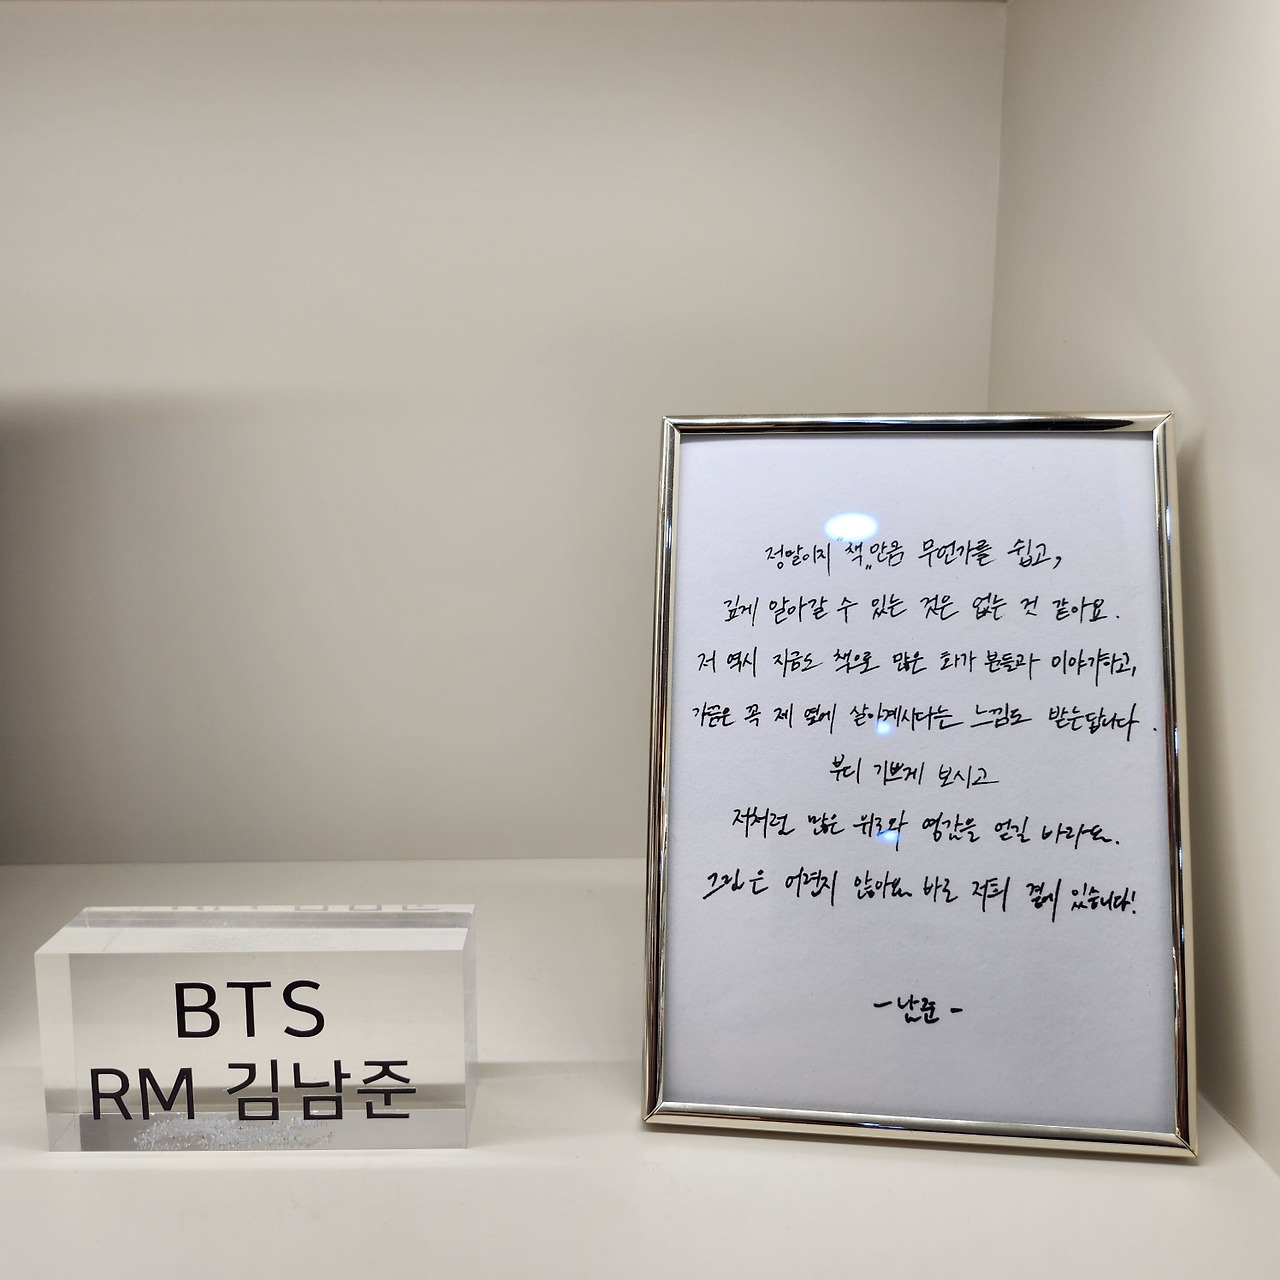 BTS
RM 김남준
정말이지 "책"만큼 무언가를 쉽고,
깊게 알아갈 수 있는 것은 없는 것 같아요.
저 역시 지금도 책으로 많은 화가 분들과 이야기하고,
가끔은 꼭 제 옆에 살아계시다는 느낌도 받는답니다.
부디 기쁘게 보시고
저처럼 많은 위로와 영감을 얻길 바라요.
그림은 어렵지 않아요. 바로 저희 곁에 있습니다!
- 남준 -